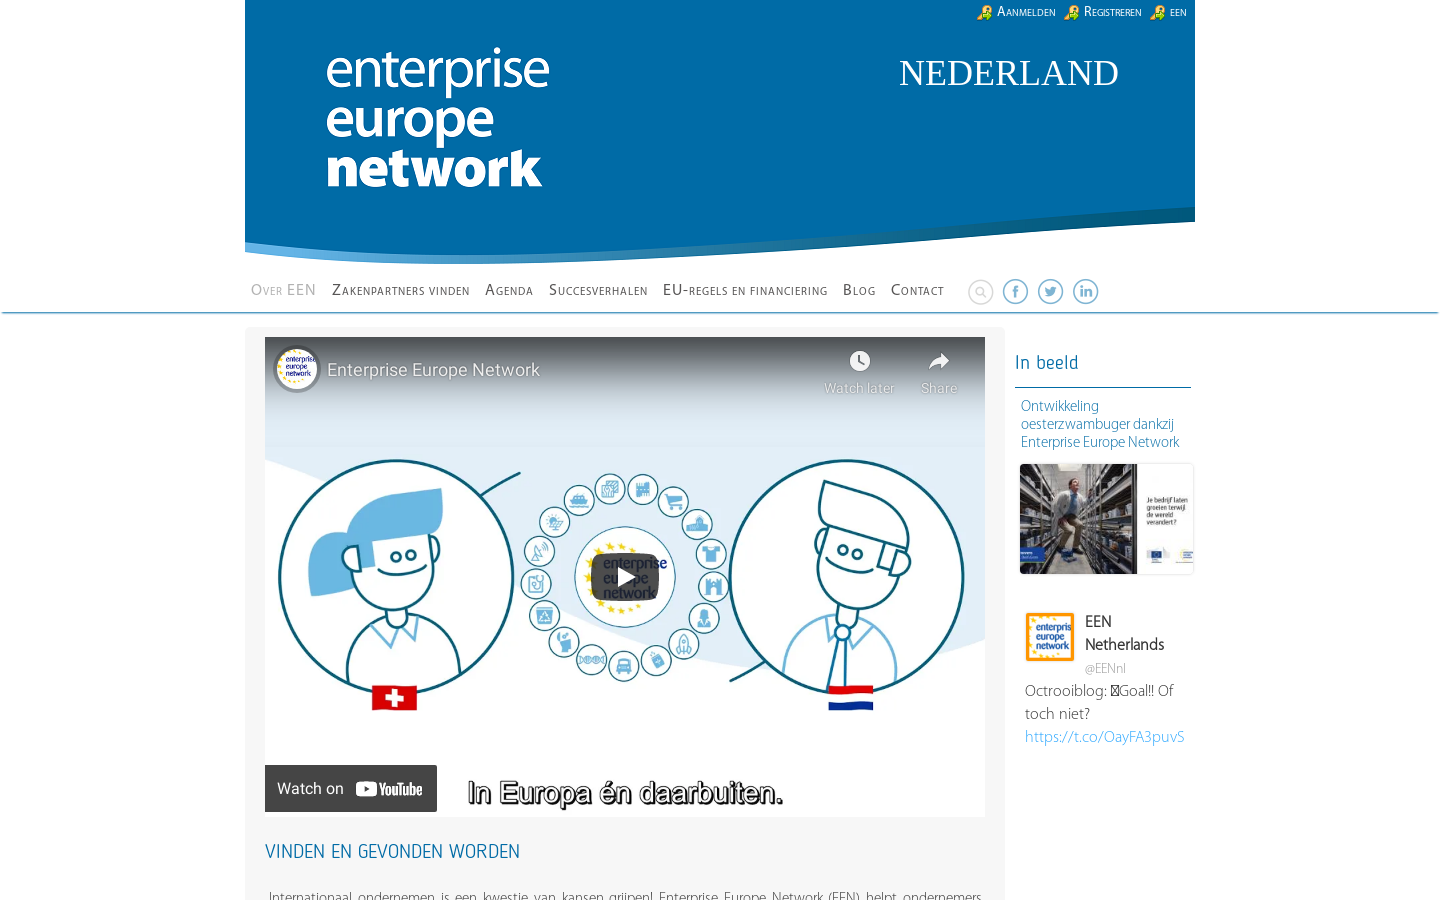 Aanmelden Registreren EEN
enterprise
europe
network
NEDERLAND
Over EEN Zakenpartners vinden Agenda Succesverhalen EU-regels en financiering Blog Contact
Enterprise Europe Network
Watch later
Share
enterprise
europe
network
Watch on YouTube
In Europa én daarbuiten.
VINDEN EN GEVONDEN WORDEN
Internationaal ondernemen is een kwestie van kansen grijpen! Enterprise Europe Network (EEN) helpt ondernemers
In beeld
Ontwikkeling
oesterzwambuger dankzij
Enterprise Europe Network
Je bedrijf laten
groeien terwijl
de wereld
verandert?
enterpris
europe
network
EEN
Netherlands
@EENnl
Octrooiblog: Goal!! Of
toch niet?
https://t.co/OayFA3puvS